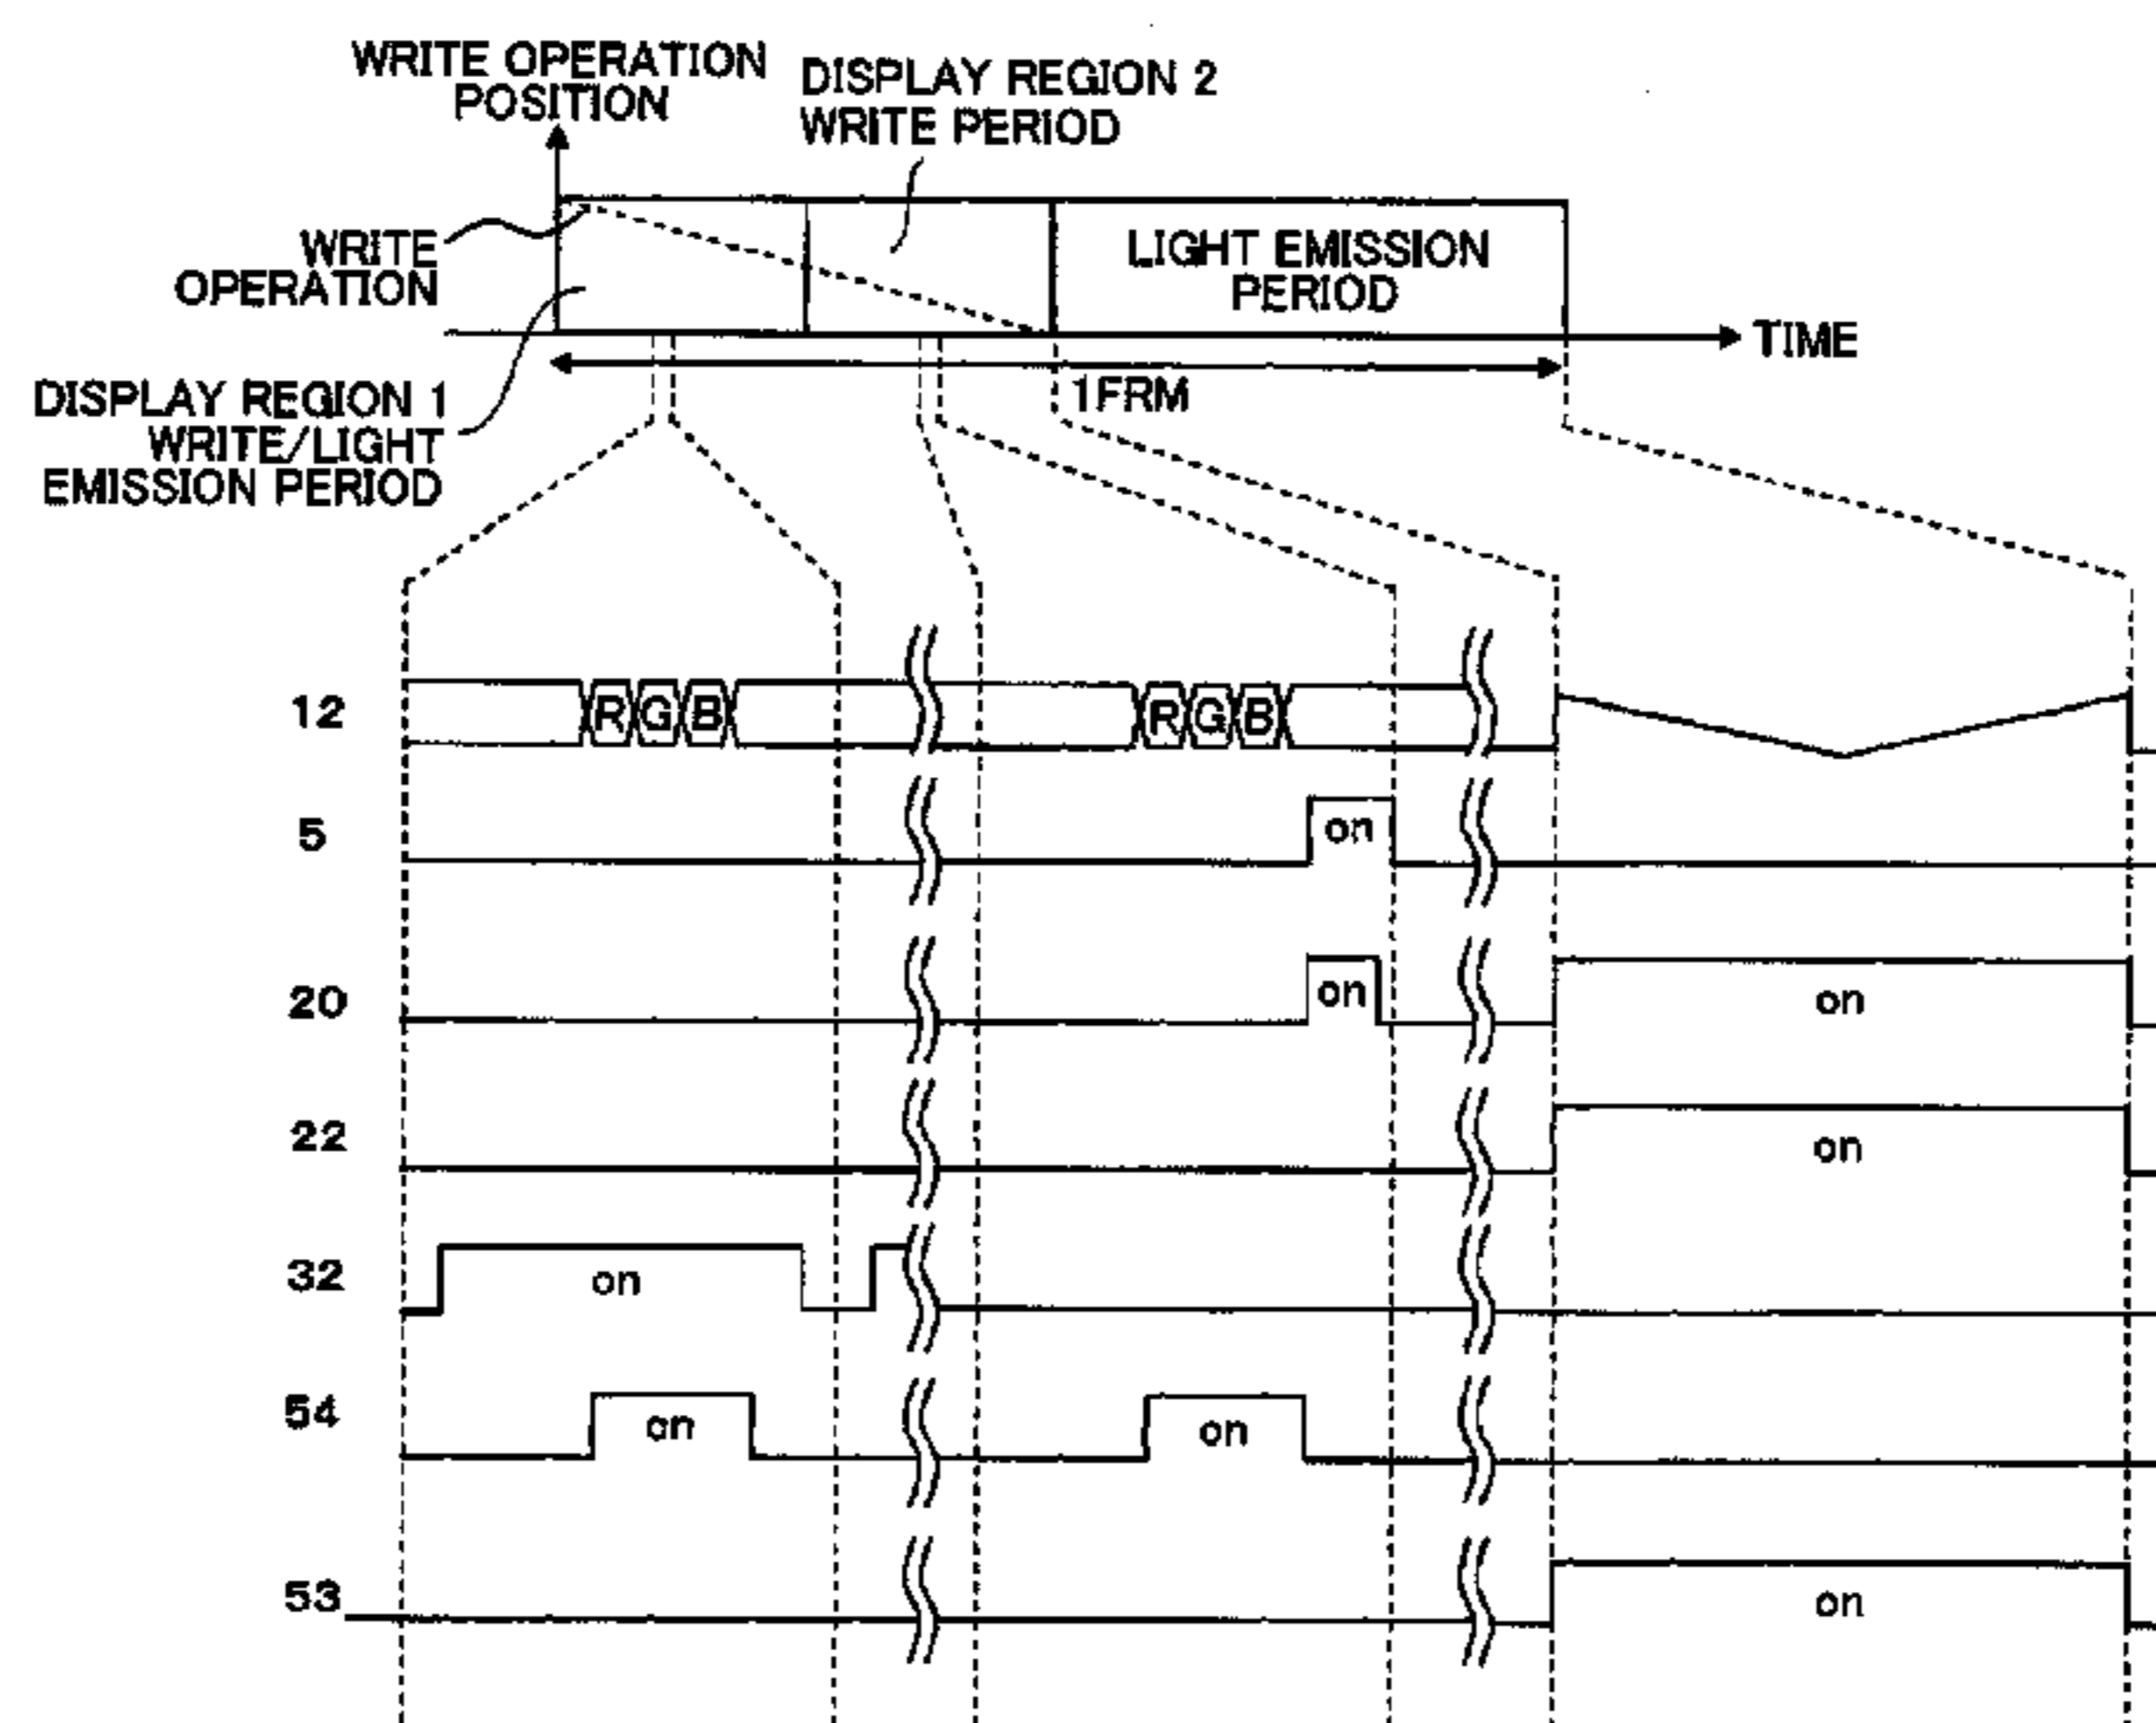 WRITE OPERATION
POSITION
DISPLAY REGION 2
WRITE PERIOD
WRITE
OPERATION
LIGHT EMISSION
PERIOD
TIME
1FRM
DISPLAY REGION 1
WRITE/LIGHT
EMISSION PERIOD
12 R G B R G B
5 on
20 on on
22 on
32 on
54 on on
53 on